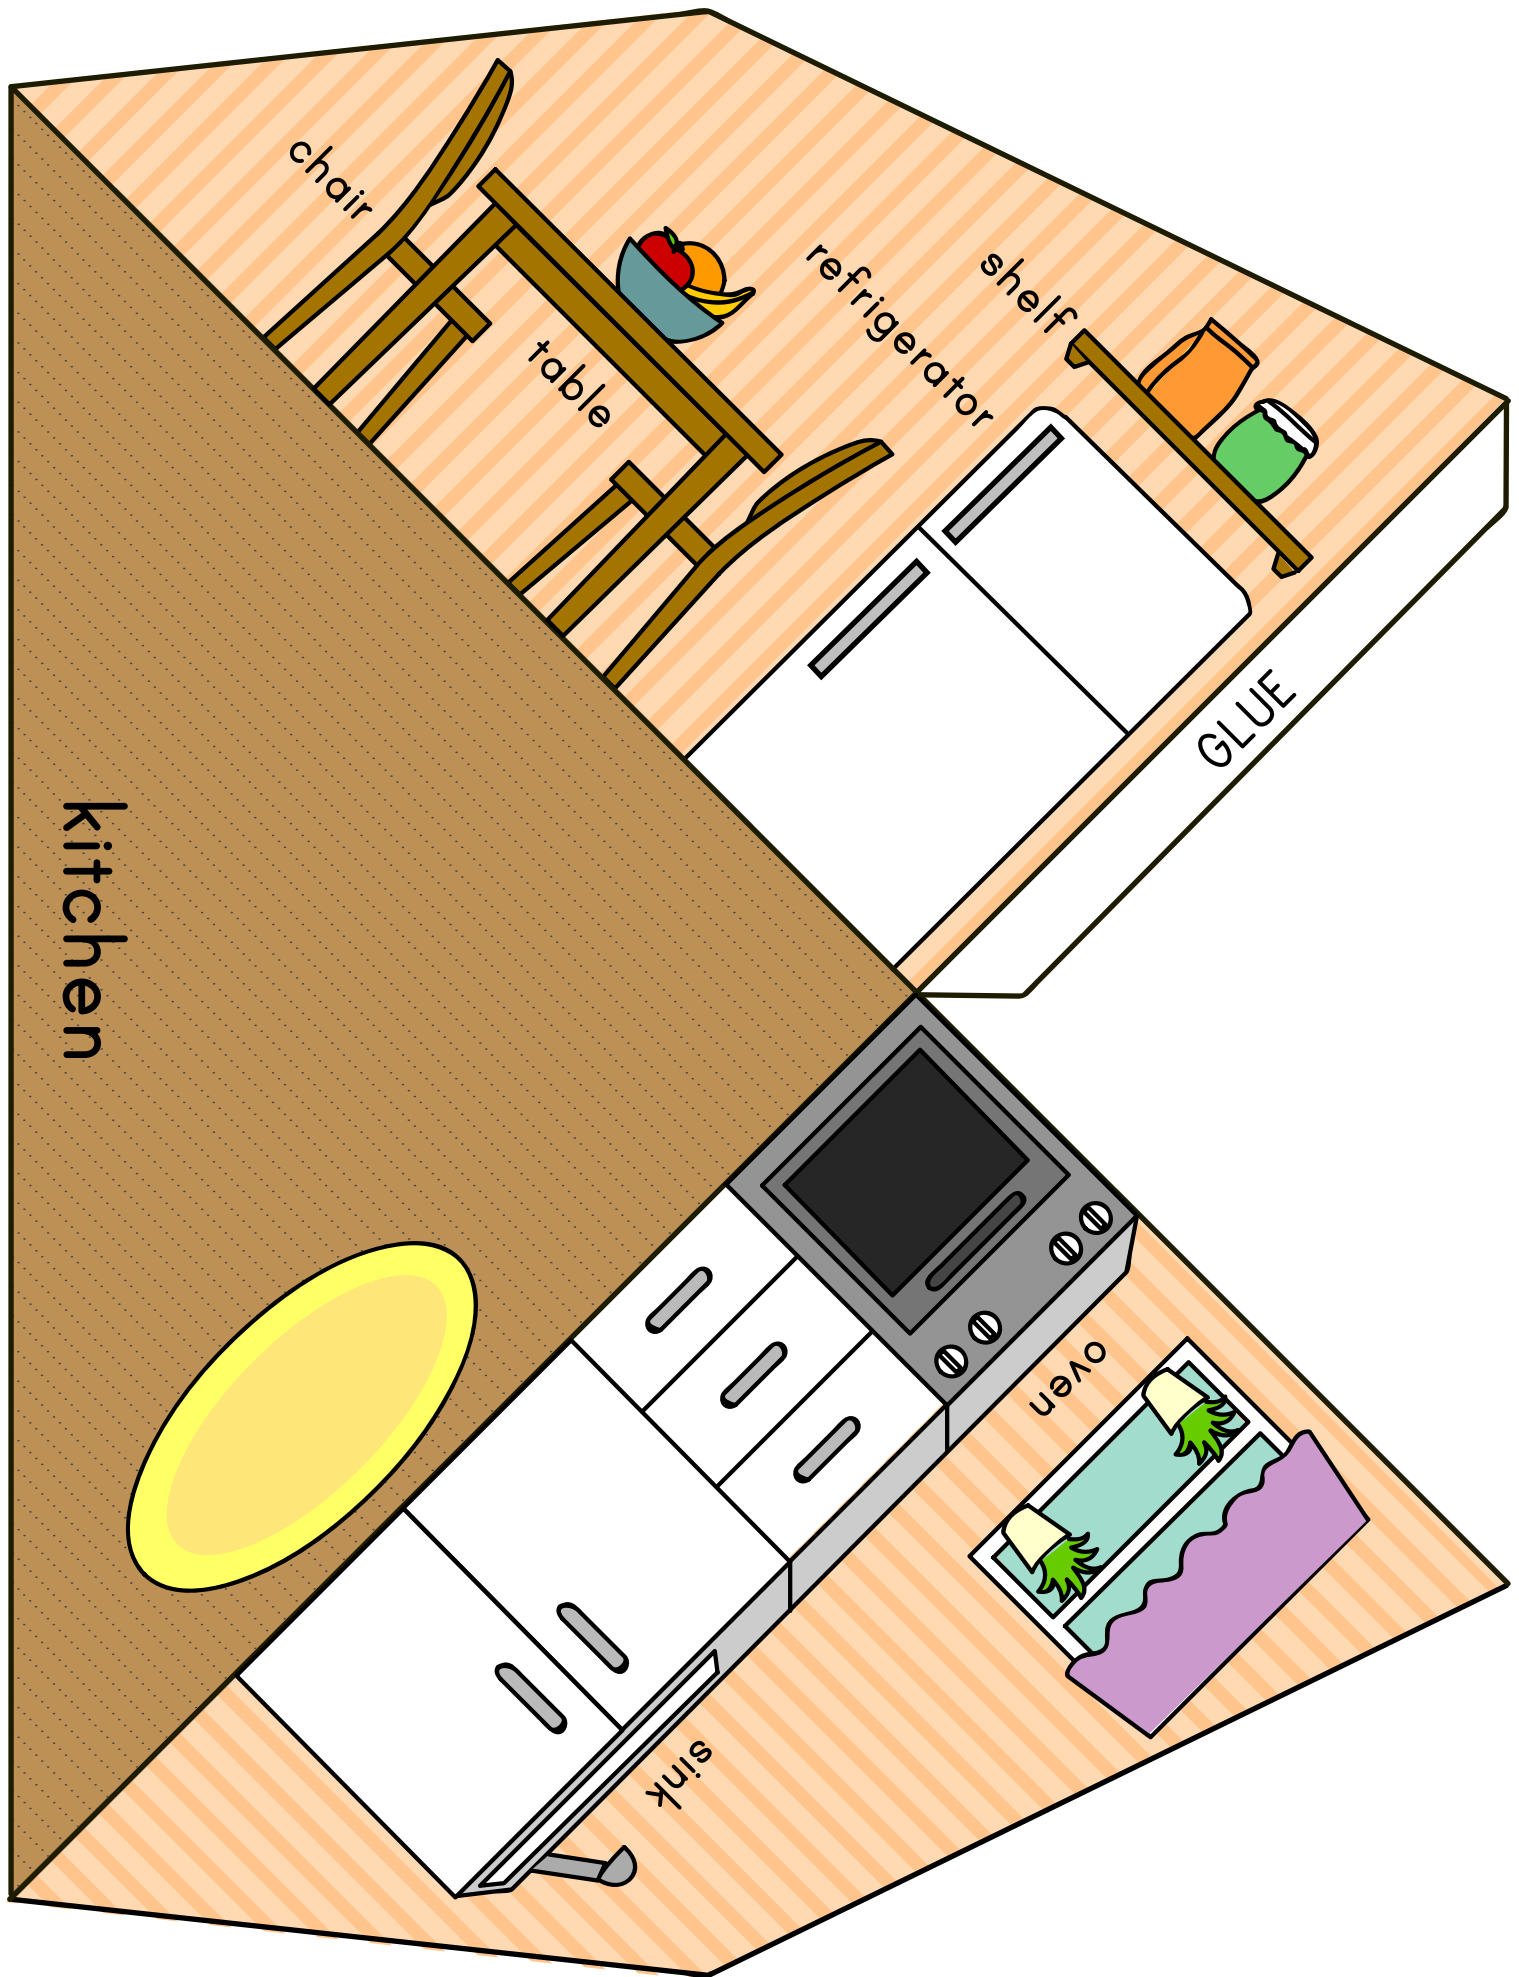 chair
table
refrigerator
shelf
GLUE
kitchen
oven
sink